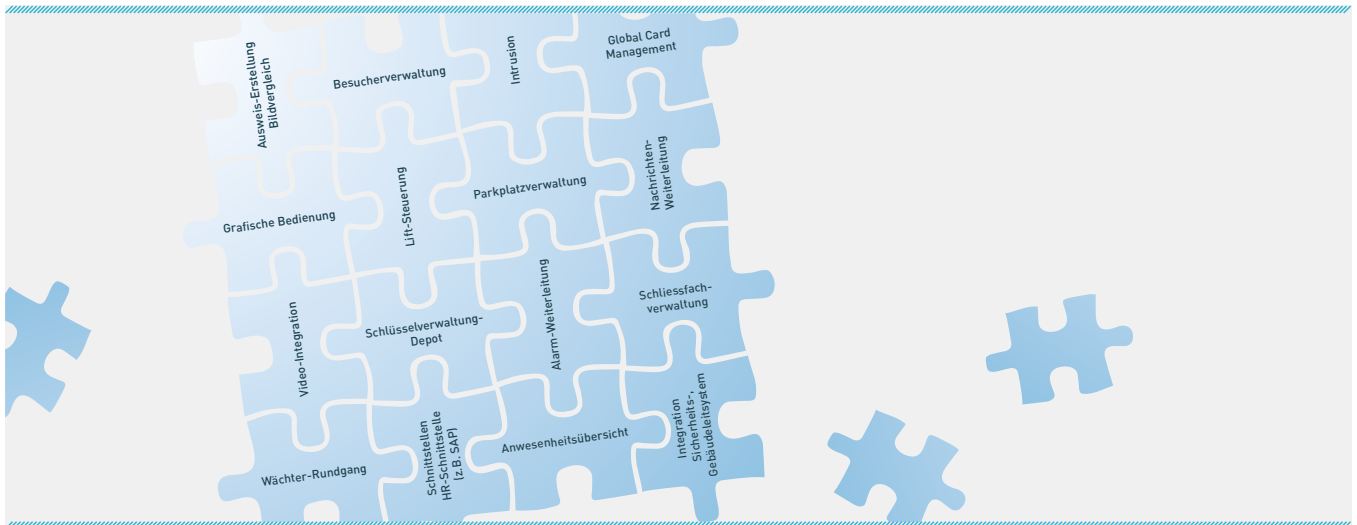 Ausweis-Erstellung
Bildvergleich
Besucherverwaltung
Intrusion
Global Card
Management
Grafische Bedienung
Lift-Steuerung
Parkplatzverwaltung
Nachrichten-
Weiterleitung
Video-Integration
Schlüsselverwaltung-
Depot
Alarm-Weiterleitung
Schliessfach-
verwaltung
Wächter-Rundgang
Schnittstellen
HR-Schnittstelle
(z.B. SAP)
Anwesenheitsübersicht
Integration
Sicherheits-,
Gebäudeleitsystem